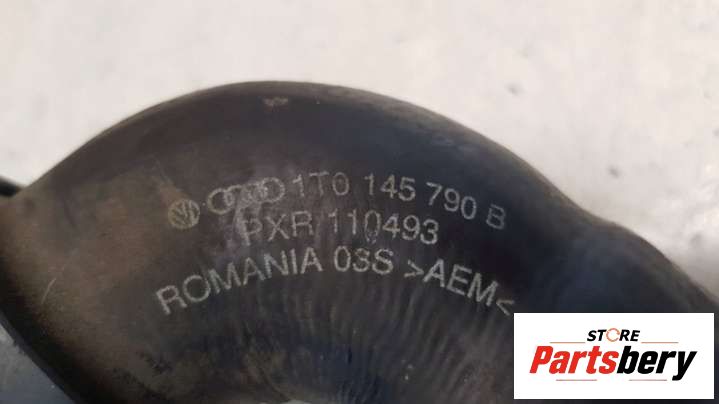 1T0 145 790 B
PXR 110493
ROMANIA 03S >AEM<
STORE
Partsbery